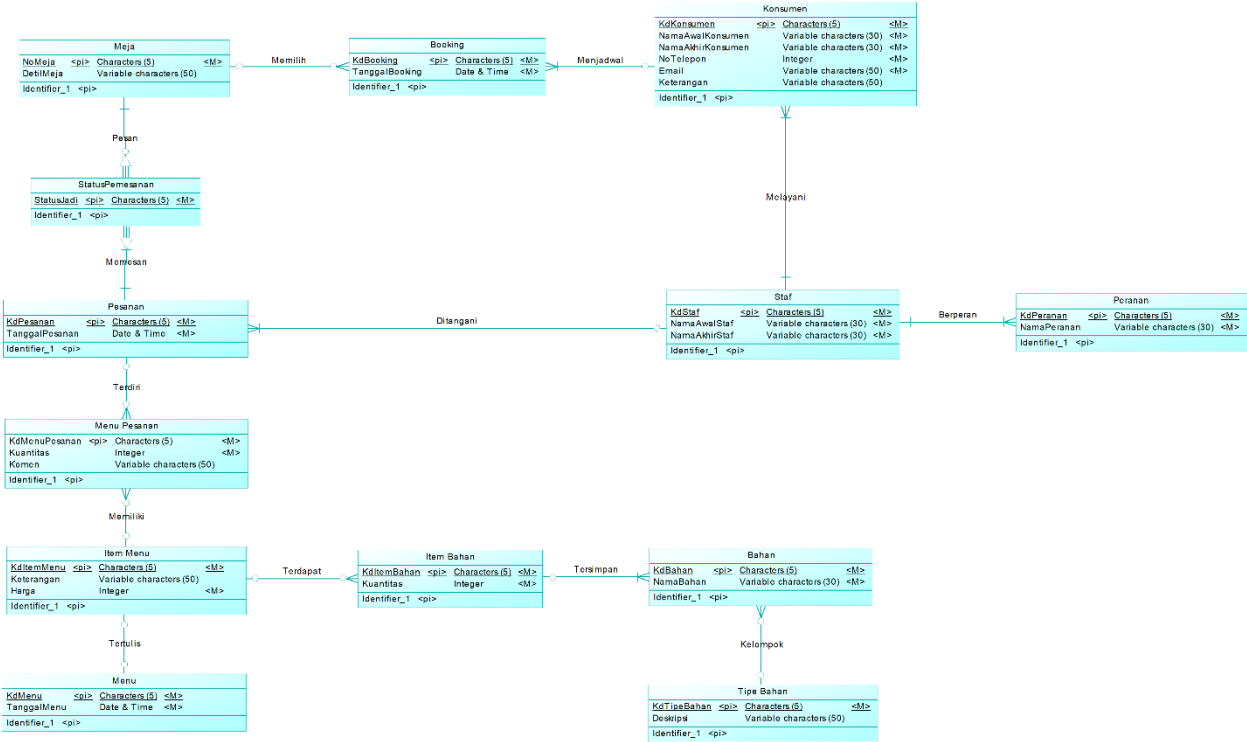 Konsumen
KdKonsumen <pi> Characters (5) <M>
NamaAwalKonsumen Variable characters (30) <M>
NamaAkhirKonsumen Variable characters (30) <M>
NoTelepon Integer <M>
Email Variable characters (50) <M>
Keterangan Variable characters (50)
Identifier_1 <pi>
Meja
NoMeja <pi> Characters (5) <M>
DetilMeja Variable characters (50)
Identifier_1 <pi>
Memilih
Booking
KdBooking <pi> Characters (5) <M>
TanggalBooking Date & Time <M>
Identifier_1 <pi>
Menjadwal
Pesan
StatusPemesanan
StatusJadi <pi> Characters (5) <M>
Identifier_1 <pi>
Melayani
Memesan
Pesanan
KdPesanan <pi> Characters (5) <M>
TanggalPesanan Date & Time <M>
Identifier_1 <pi>
Ditangani
Staf
KdStaf <pi> Characters (5) <M>
NamaAwalStaf Variable characters (30) <M>
NamaAkhirStaf Variable characters (30) <M>
Identifier_1 <pi>
Berperan
Peranan
KdPeranan <pi> Characters (5) <M>
NamaPeranan Variable characters (30) <M>
Identifier_1 <pi>
Terdiri
Menu Pesanan
KdMenuPesanan <pi> Characters (5) <M>
Kuantitas Integer <M>
Komen Variable characters (50)
Identifier_1 <pi>
Memiliki
Item Menu
KdItemMenu <pi> Characters (5) <M>
Keterangan Variable characters (50)
Harga Integer <M>
Identifier_1 <pi>
Terdapat
Item Bahan
KdItemBahan <pi> Characters (5) <M>
Kuantitas Integer <M>
Identifier_1 <pi>
Tersimpan
Bahan
KdBahan <pi> Characters (5) <M>
NamaBahan Variable characters (30) <M>
Identifier_1 <pi>
Tertulis
Kelompok
Menu
KdMenu <pi> Characters (5) <M>
TanggalMenu Date & Time <M>
Identifier_1 <pi>
Tipe Bahan
KdTipeBahan <pi> Characters (5) <M>
Deskripsi Variable characters (50)
Identifier_1 <pi>